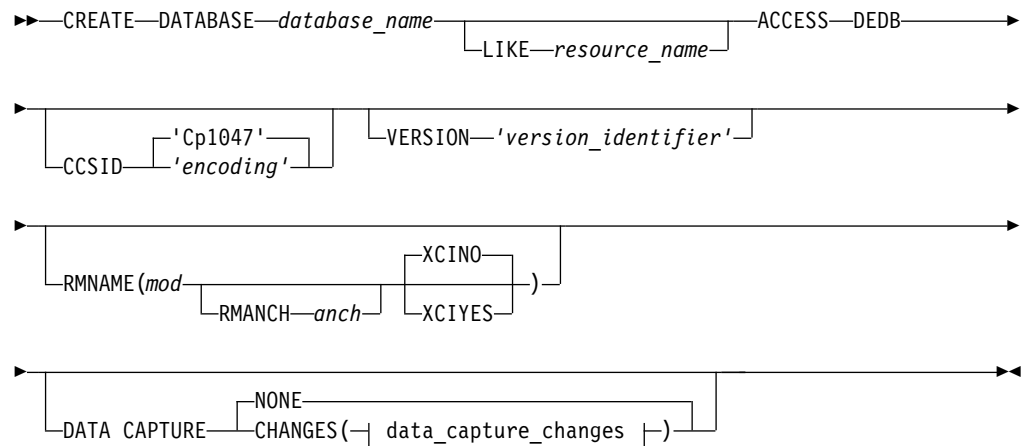 CREATE DATABASE database_name ACCESS DEDB
LIKE resource_name
'Cp1047'
CCSID 'encoding'
VERSION 'version_identifier'
XCINO
RMNAME(mod )
RMANCH anch XCIYES
NONE
DATA CAPTURE CHANGES( data_capture_changes )